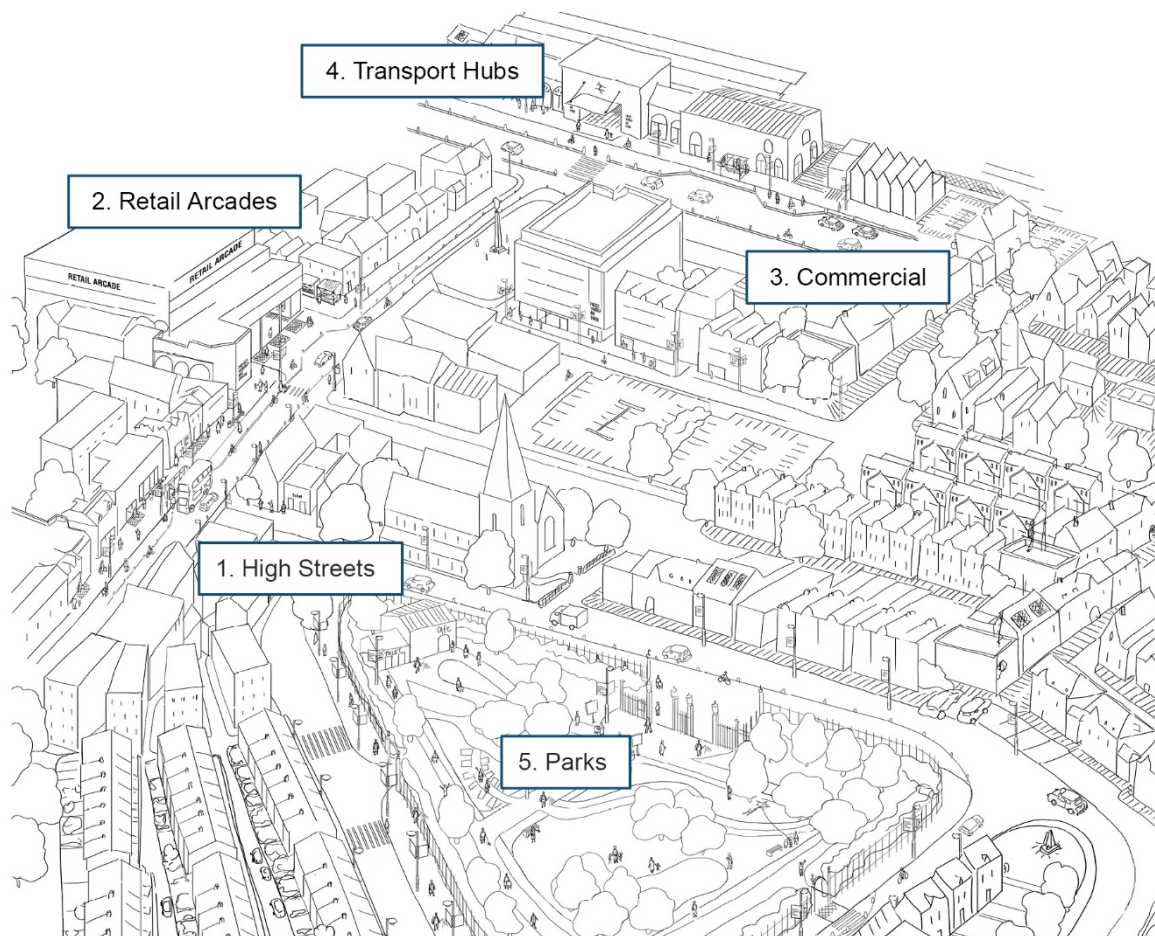 4. Transport Hubs
2. Retail Arcades
RETAIL ARCADE
RETAIL ARCADE
3. Commercial
1. High Streets
5. Parks